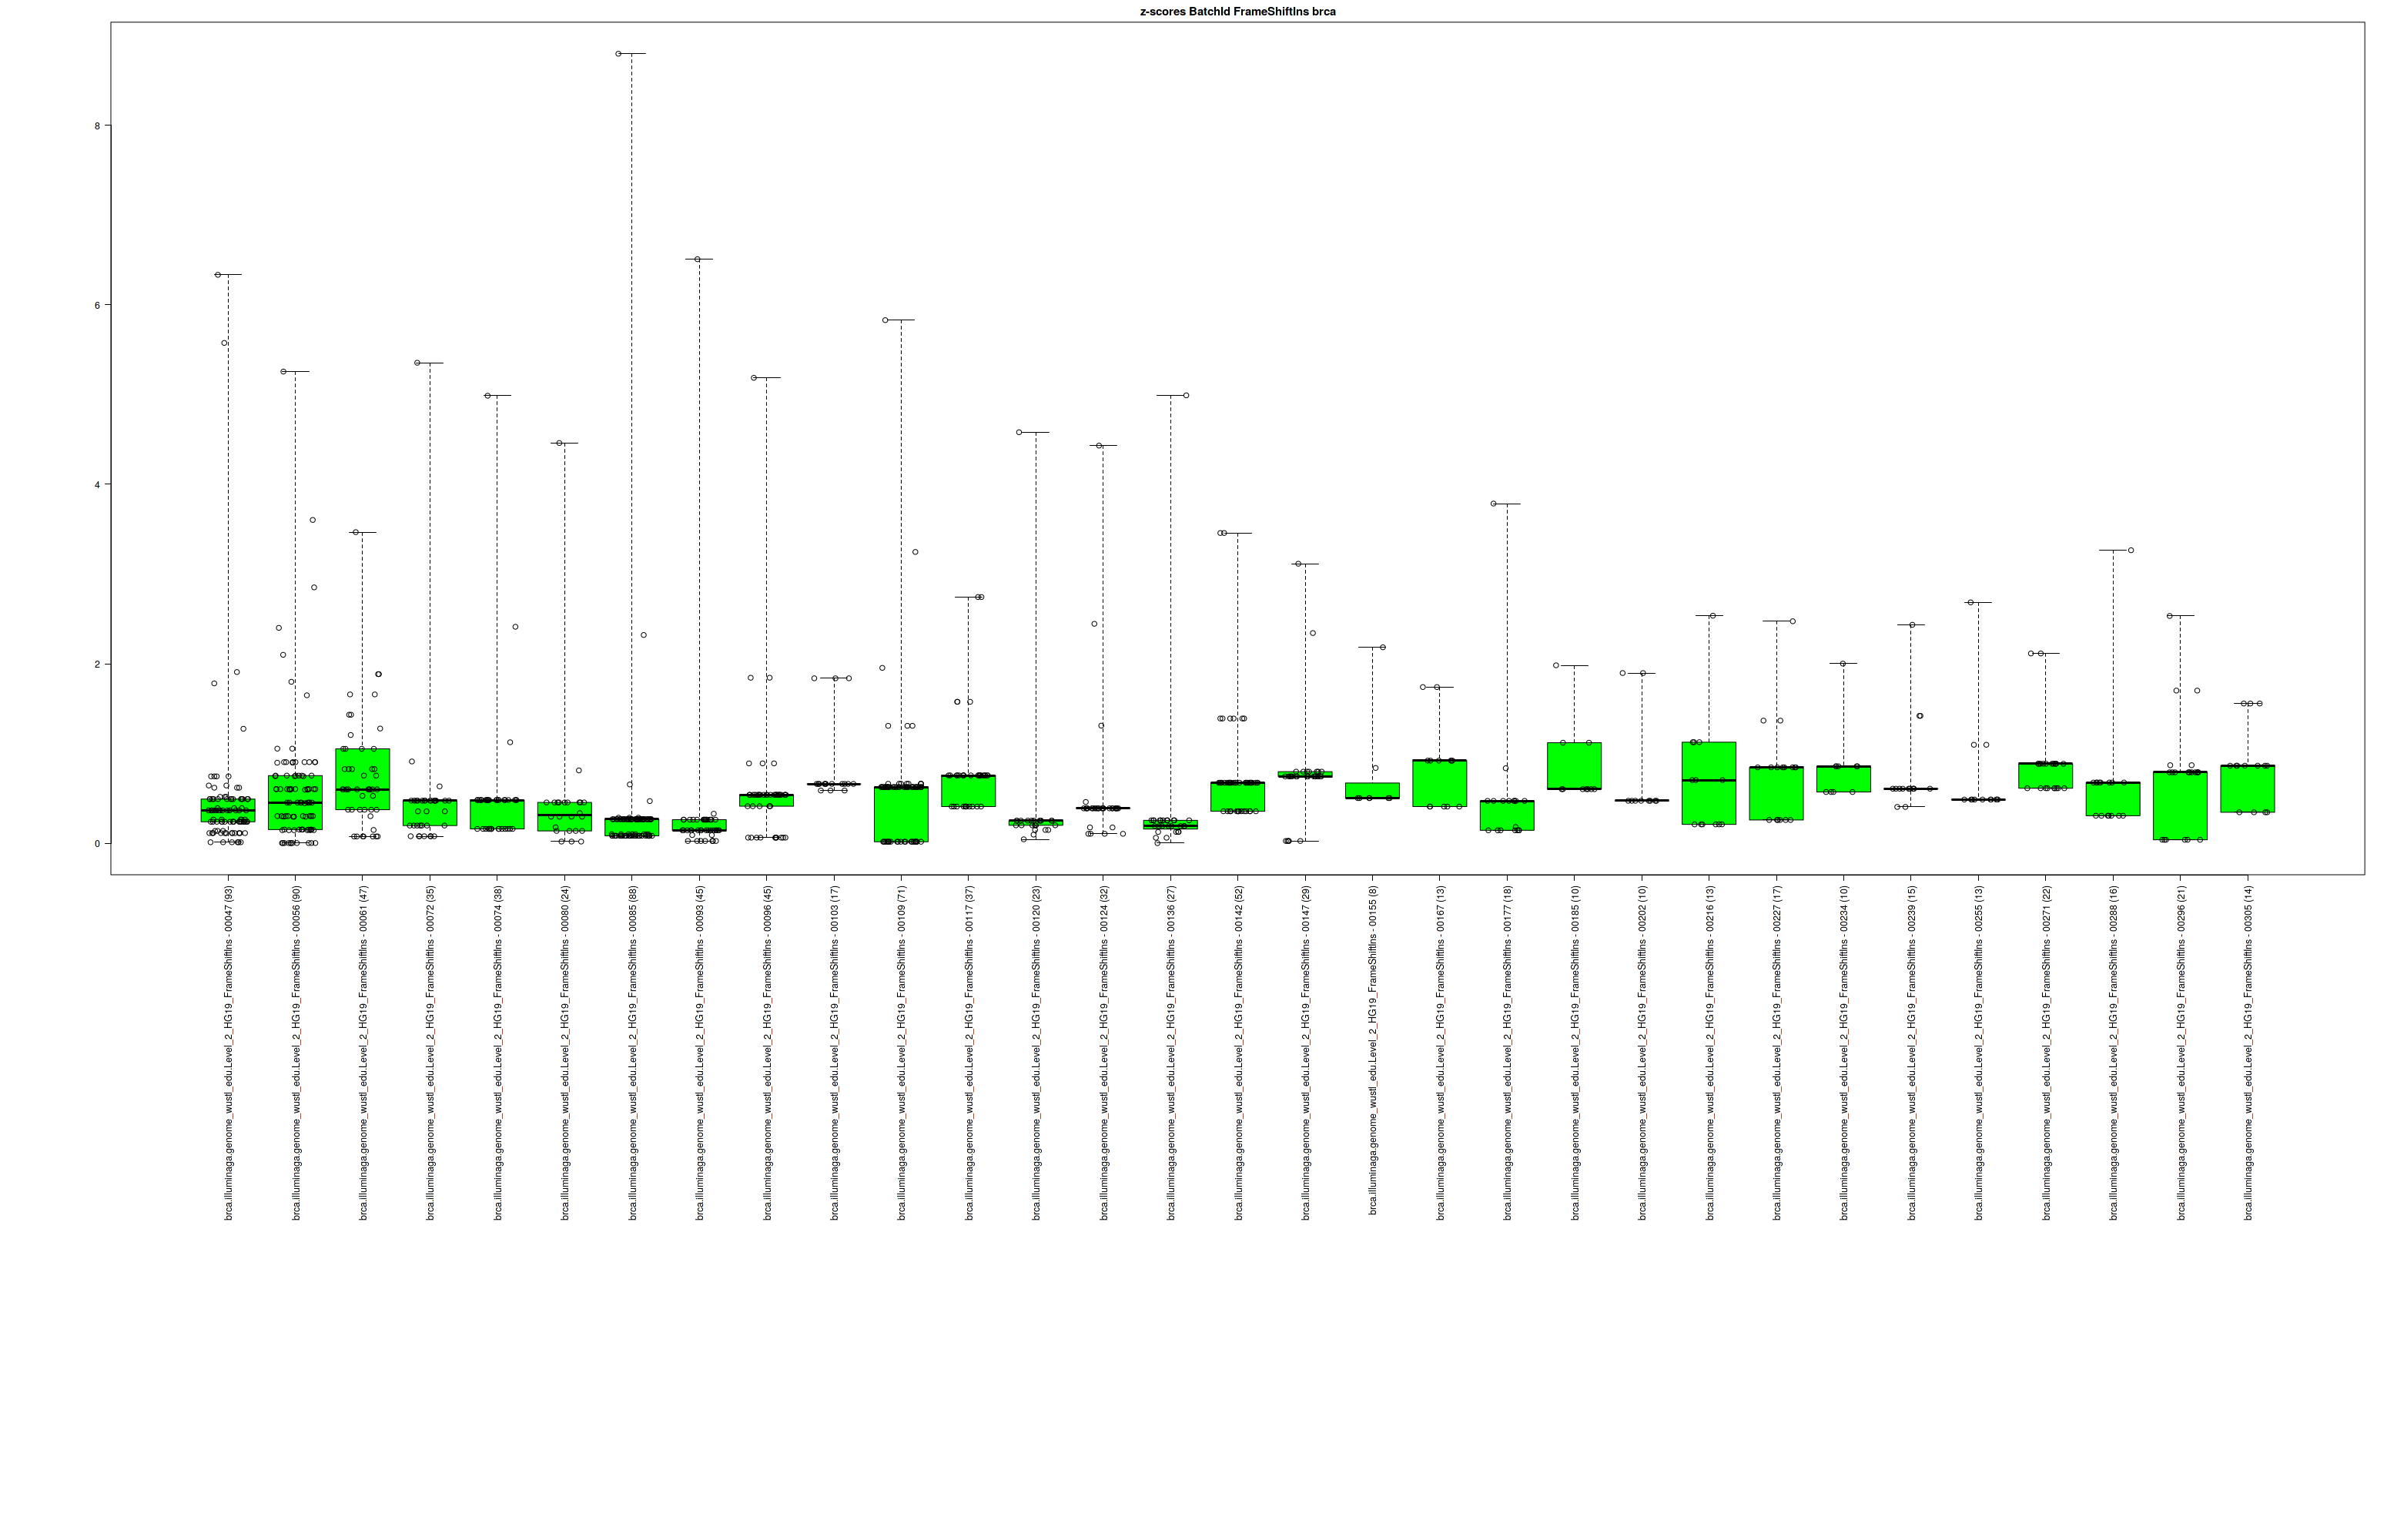 z-scores BatchId FrameShiftIns brca
8
6
4
2
0
brca.illuminaga.genome_wustl_edu.Level_2_HG19_FrameShiftIns - 00047 (93)
brca.illuminaga.genome_wustl_edu.Level_2_HG19_FrameShiftIns - 00056 (90)
brca.illuminaga.genome_wustl_edu.Level_2_HG19_FrameShiftIns - 00061 (47)
brca.illuminaga.genome_wustl_edu.Level_2_HG19_FrameShiftIns - 00072 (35)
brca.illuminaga.genome_wustl_edu.Level_2_HG19_FrameShiftIns - 00074 (38)
brca.illuminaga.genome_wustl_edu.Level_2_HG19_FrameShiftIns - 00080 (24)
brca.illuminaga.genome_wustl_edu.Level_2_HG19_FrameShiftIns - 00085 (88)
brca.illuminaga.genome_wustl_edu.Level_2_HG19_FrameShiftIns - 00093 (45)
brca.illuminaga.genome_wustl_edu.Level_2_HG19_FrameShiftIns - 00096 (45)
brca.illuminaga.genome_wustl_edu.Level_2_HG19_FrameShiftIns - 00103 (17)
brca.illuminaga.genome_wustl_edu.Level_2_HG19_FrameShiftIns - 00109 (71)
brca.illuminaga.genome_wustl_edu.Level_2_HG19_FrameShiftIns - 00117 (37)
brca.illuminaga.genome_wustl_edu.Level_2_HG19_FrameShiftIns - 00120 (23)
brca.illuminaga.genome_wustl_edu.Level_2_HG19_FrameShiftIns - 00124 (32)
brca.illuminaga.genome_wustl_edu.Level_2_HG19_FrameShiftIns - 00136 (27)
brca.illuminaga.genome_wustl_edu.Level_2_HG19_FrameShiftIns - 00142 (52)
brca.illuminaga.genome_wustl_edu.Level_2_HG19_FrameShiftIns - 00147 (29)
brca.illuminaga.genome_wustl_edu.Level_2_HG19_FrameShiftIns - 00155 (8)
brca.illuminaga.genome_wustl_edu.Level_2_HG19_FrameShiftIns - 00167 (13)
brca.illuminaga.genome_wustl_edu.Level_2_HG19_FrameShiftIns - 00177 (18)
brca.illuminaga.genome_wustl_edu.Level_2_HG19_FrameShiftIns - 00185 (10)
brca.illuminaga.genome_wustl_edu.Level_2_HG19_FrameShiftIns - 00202 (10)
brca.illuminaga.genome_wustl_edu.Level_2_HG19_FrameShiftIns - 00216 (13)
brca.illuminaga.genome_wustl_edu.Level_2_HG19_FrameShiftIns - 00227 (17)
brca.illuminaga.genome_wustl_edu.Level_2_HG19_FrameShiftIns - 00234 (10)
brca.illuminaga.genome_wustl_edu.Level_2_HG19_FrameShiftIns - 00239 (15)
brca.illuminaga.genome_wustl_edu.Level_2_HG19_FrameShiftIns - 00255 (13)
brca.illuminaga.genome_wustl_edu.Level_2_HG19_FrameShiftIns - 00271 (22)
brca.illuminaga.genome_wustl_edu.Level_2_HG19_FrameShiftIns - 00288 (16)
brca.illuminaga.genome_wustl_edu.Level_2_HG19_FrameShiftIns - 00296 (21)
brca.illuminaga.genome_wustl_edu.Level_2_HG19_FrameShiftIns - 00305 (14)